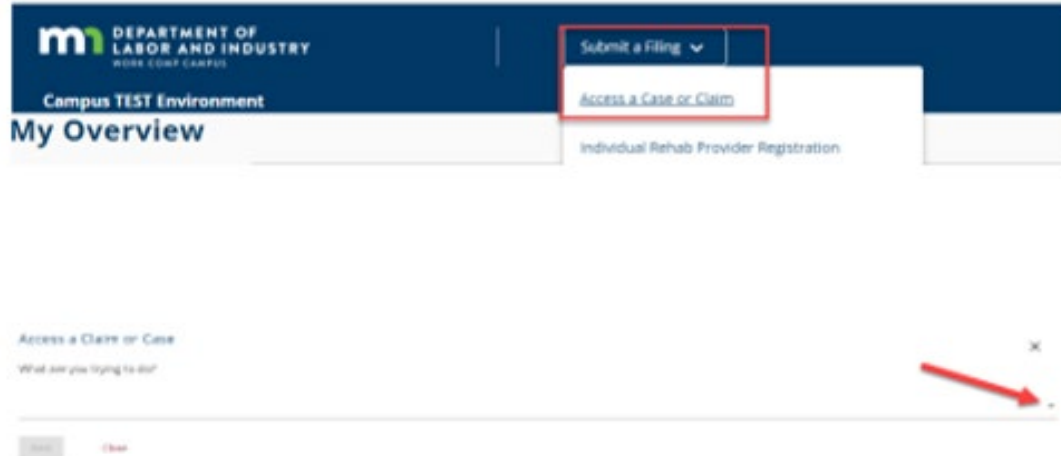 DEPARTMENT OF
LABOR AND INDUSTRY
WORK COMP CAMPUS
Submit a Filing
Campus TEST Environment
Access a Case or Claim
My Overview
Individual Rehab Provider Registration
Access a Claim or Case
What are you trying to do?
Close